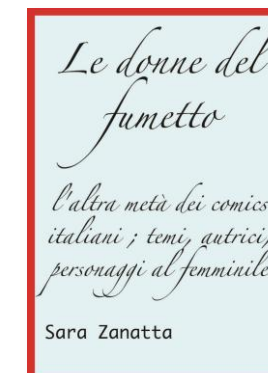 Le donne del
fumetto
l'altra metà dei comics
italiani ; temi, autrici,
personaggi al femminile
Sara Zanatta